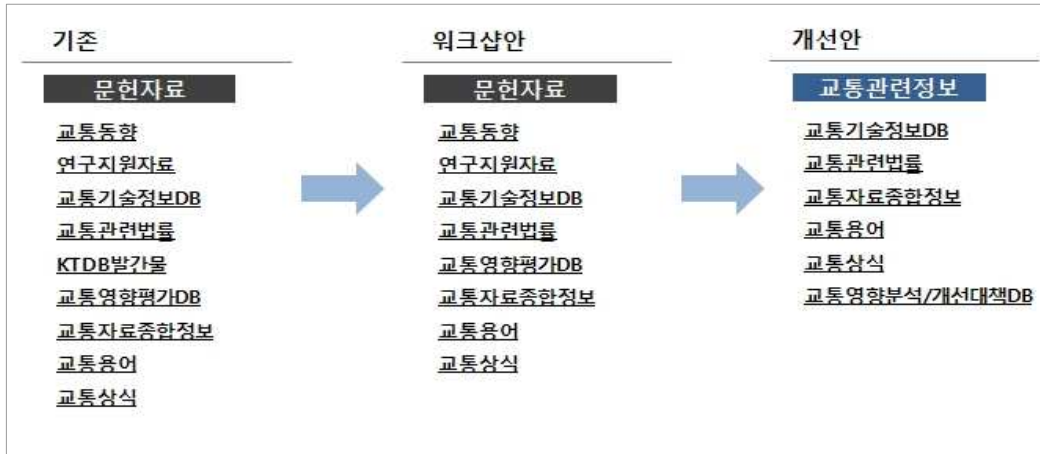 기존
문헌자료
교통동향
연구지원자료
교통기술정보DB
교통관련법률
KTDB발간물
교통영향평가DB
교통자료종합정보
교통용어
교통상식
워크샵안
문헌자료
교통동향
연구지원자료
교통기술정보DB
교통관련법률
교통영향평가DB
교통자료종합정보
교통용어
교통상식
개선안
교통관련정보
교통기술정보DB
교통관련법률
교통자료종합정보
교통용어
교통상식
교통영향분석/개선대책DB